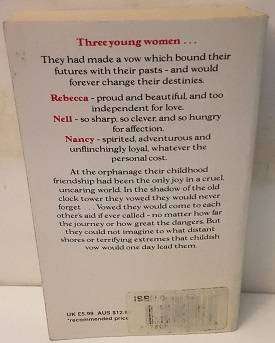 Three young women . . .
They had made a vow which bound their
futures with their pasts - and would
forever change their destinies.
Rebecca - proud and beautiful, and too
independent for love.
Nell - so sharp, so clever, and so hungry
for affection.
Nancy - spirited, adventurous and
unflinchingly loyal, whatever the
personal cost.
At the orphanage their childhood
friendship had been the only joy in a cruel,
uncaring world. In the shadow of the old
clock tower they vowed they would never
forget . . . Vowed they would come to each
other's aid if ever called - no matter how far
the journey or how great the dangers. But
they could not imagine to what distant
shores or terrifying extremes that childish
vow would one day lead them.
UK £5.99 AUS
*recommended price